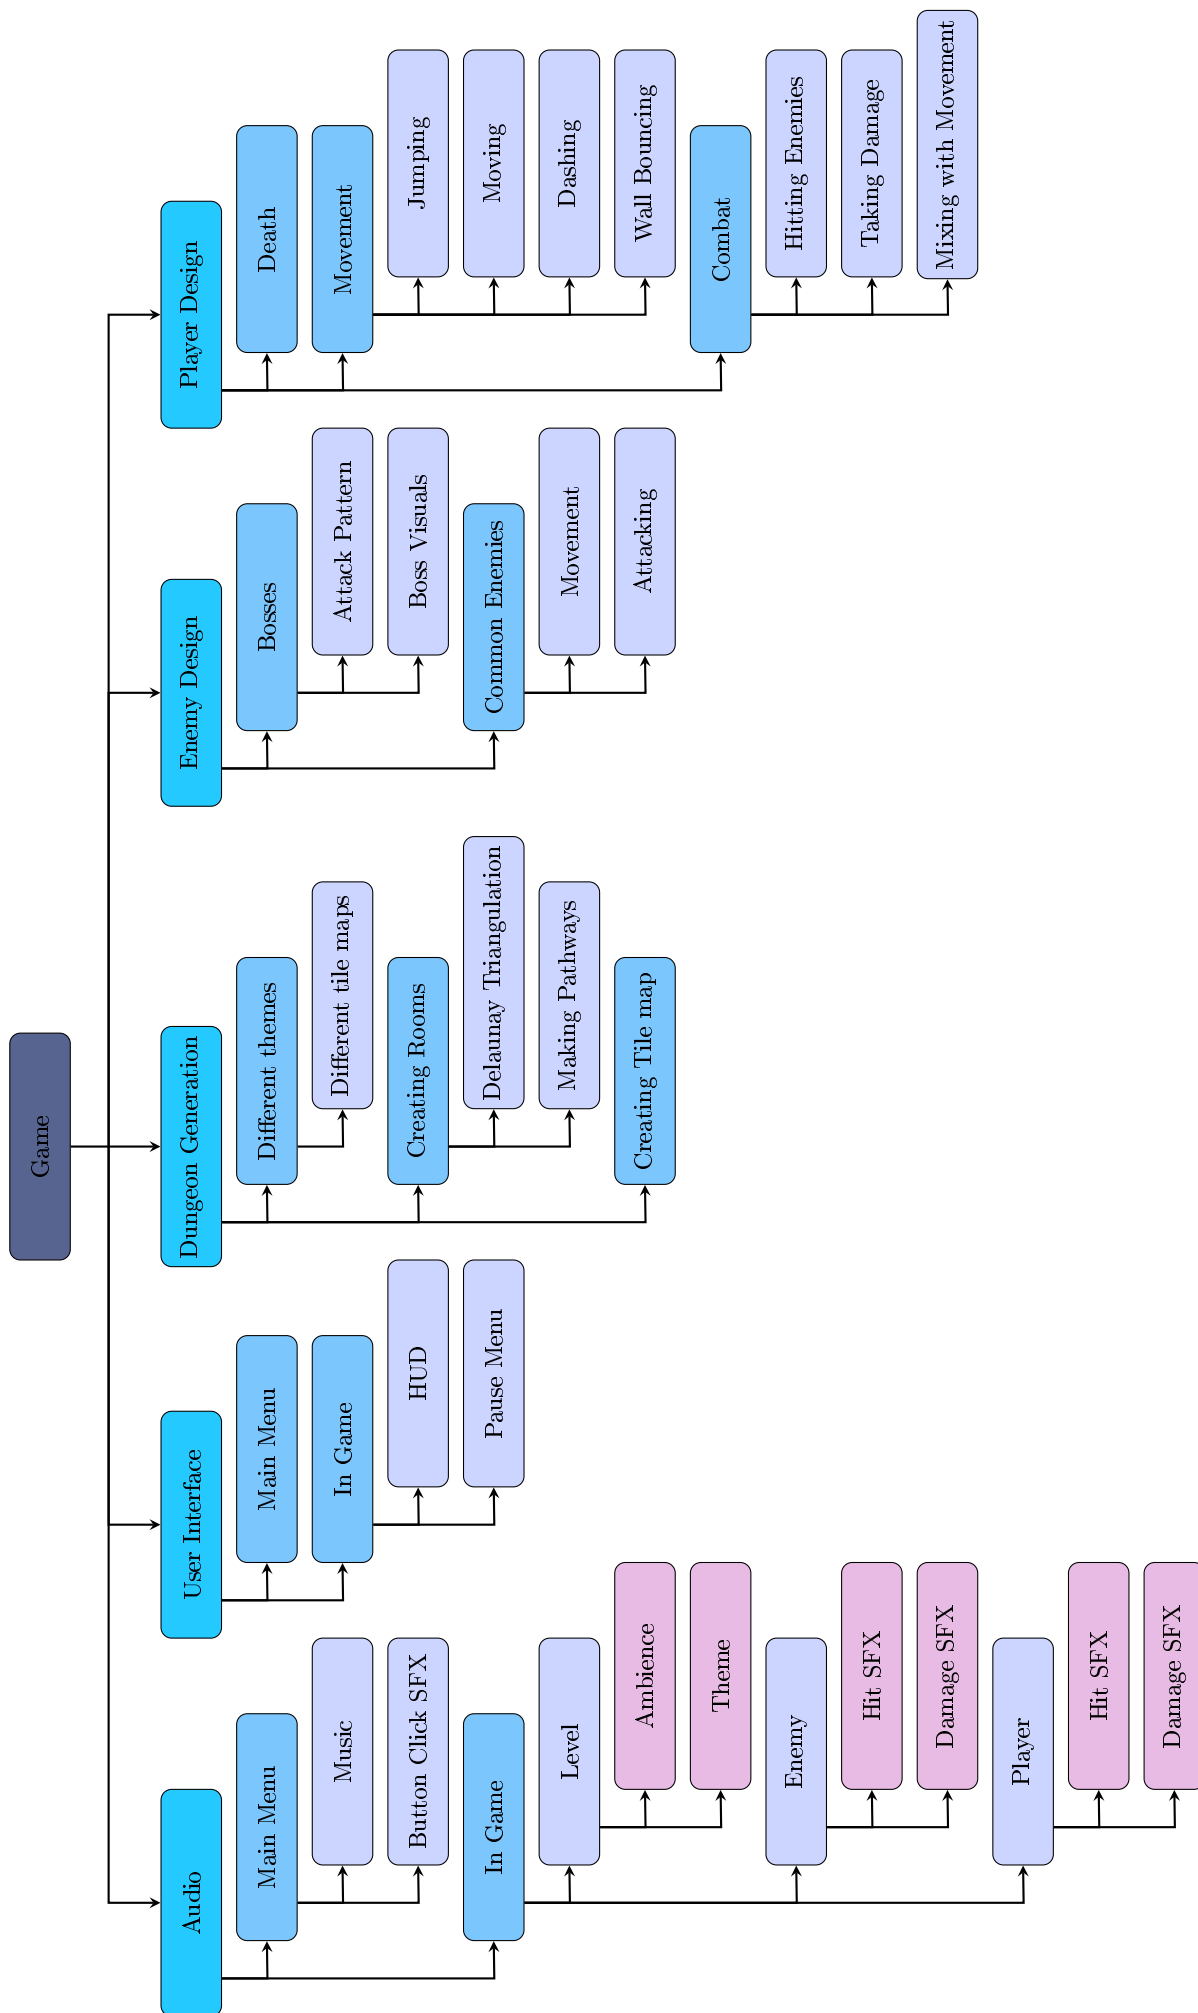 Game
Audio
Main Menu
Music
Button Click SFX
In Game
Level
Ambience
Theme
Enemy
Hit SFX
Damage SFX
Player
Hit SFX
Damage SFX
User Interface
Main Menu
In Game
HUD
Pause Menu
Dungeon Generation
Different themes
Different tile maps
Creating Rooms
Delaunay Triangulation
Making Pathways
Creating Tile map
Enemy Design
Bosses
Attack Pattern
Boss Visuals
Common Enemies
Movement
Attacking
Player Design
Death
Movement
Jumping
Moving
Dashing
Wall Bouncing
Combat
Hitting Enemies
Taking Damage
Mixing with Movement